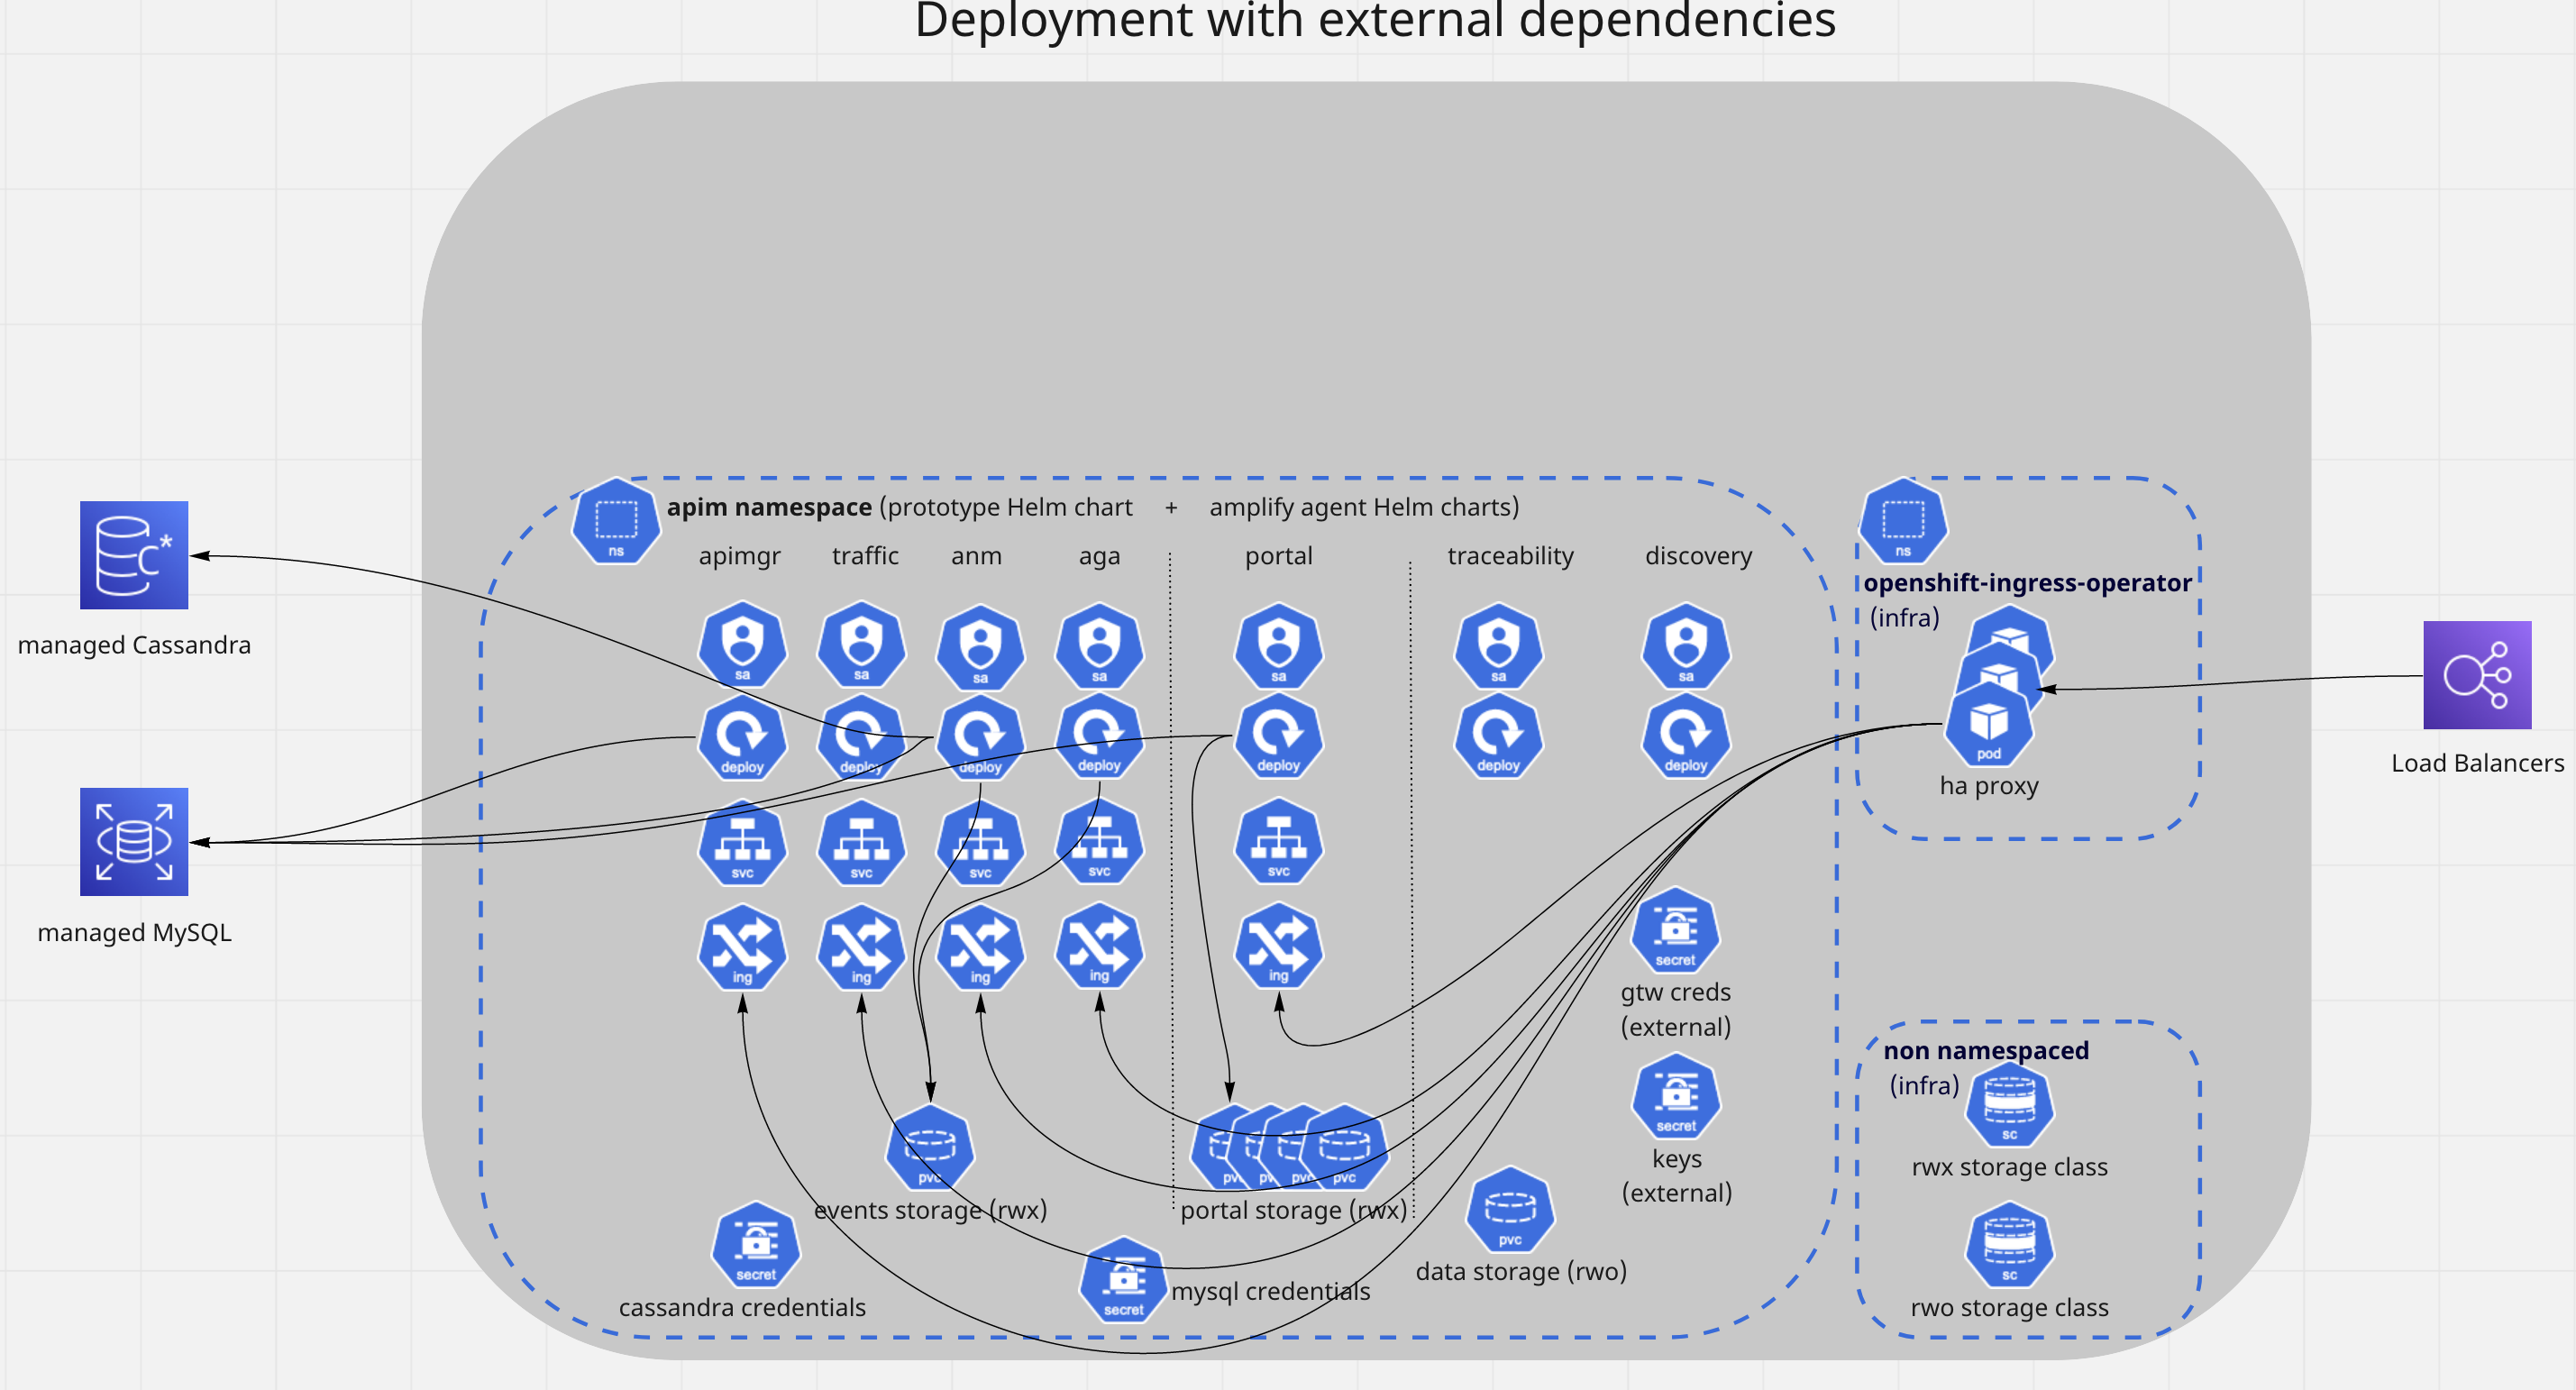 Deployment with external dependencies
apim namespace (prototype Helm chart + amplify agent Helm charts)
ns
apimgr traffic anm aga portal traceability discovery
sa sa sa sa sa sa sa
deploy deploy deploy deploy deploy deploy deploy
svc svc svc svc svc
ing ing ing ing ing
C*
managed Cassandra
managed MySQL
ns
openshift-ingress-operator
(infra)
pod
ha proxy
Load Balancers
secret
gtw creds
(external)
secret
keys
(external)
pvc
events storage (rwx)
pvc pvc pvc pvc
portal storage (rwx)
pvc
data storage (rwo)
secret
cassandra credentials
secret
mysql credentials
non namespaced
(infra)
sc
rwx storage class
sc
rwo storage class